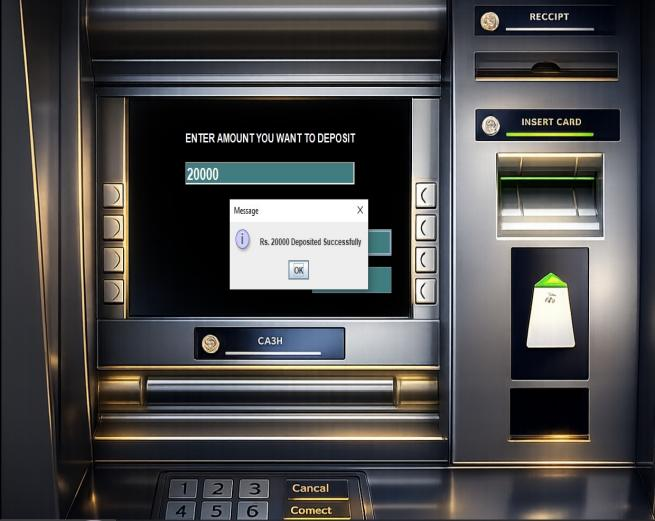 RECCIPT
INSERT CARD
ENTER AMOUNT YOU WANT TO DEPOSIT
20000
Message X
Rs. 20000 Deposited Successfully
OK
CA3H
1 2 3 Cancal
4 5 6 Comect